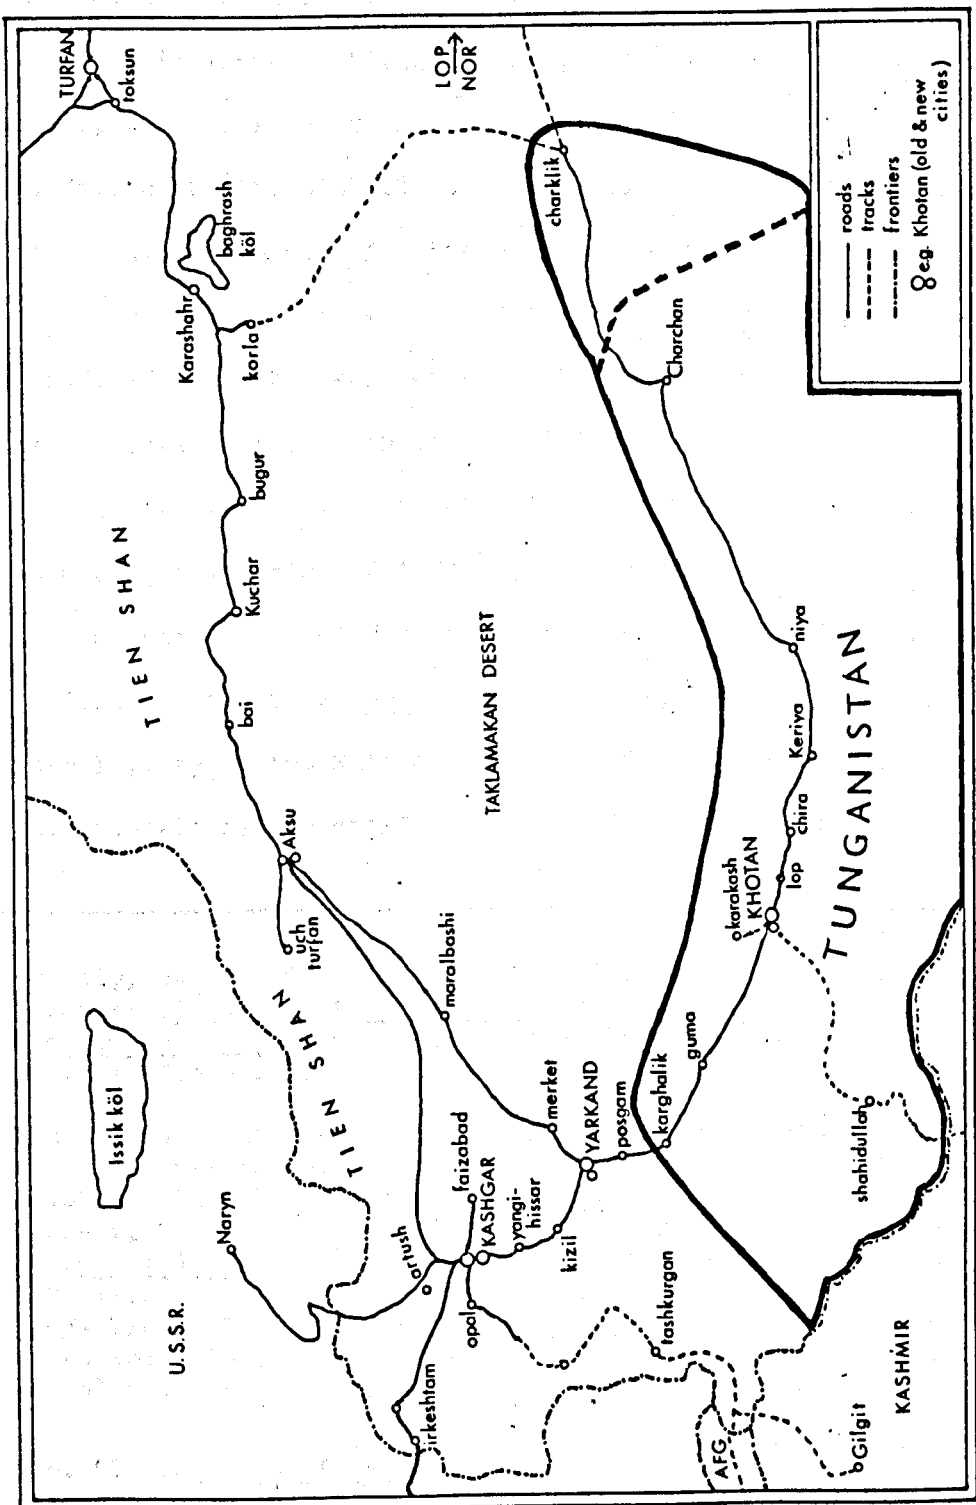 TURFAN
toksun
LOP
NOR
baghrash
köl
Karashahr
korla
charklik
Charchan
bugur
Kuchar
bai
TIEN SHAN
TAKLAMAKAN DESERT
niya
Keriya
chira
lop
karakash
KHOTAN
TUNGANISTAN
Aksu
uch
turfan
maralbashi
TIEN SHAN
Issik köl
Naryn
U.S.S.R.
artush
faizabad
KASHGAR
yangi-
hissar
kizil
merket
YARKAND
posgam
karghalik
guma
shahidullah
opal
irkeshtam
tashkurgan
AFG
Gilgit
KASHMIR
roads
tracks
frontiers
e.g. Khotan (old & new
cities)